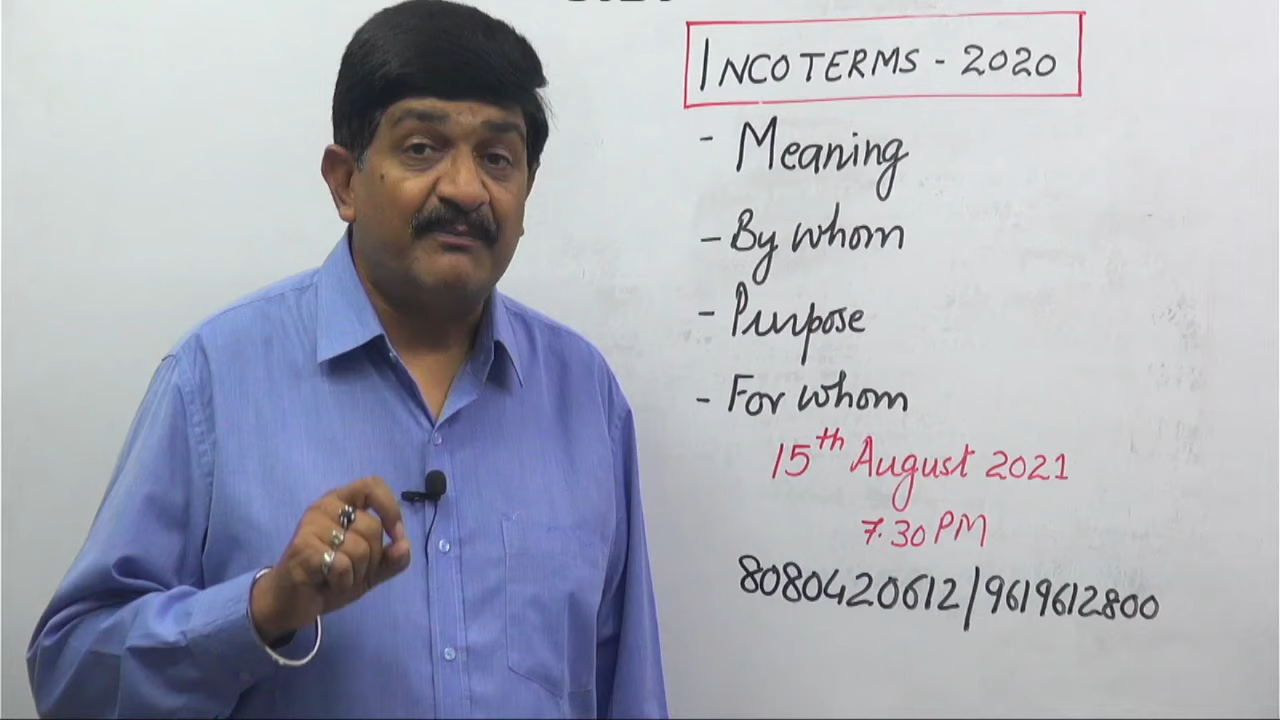 INCOTERMS - 2020
- Meaning
- By whom
- Purpose
- For whom
15th August 2021
7.30 PM
8080420612/9619612800